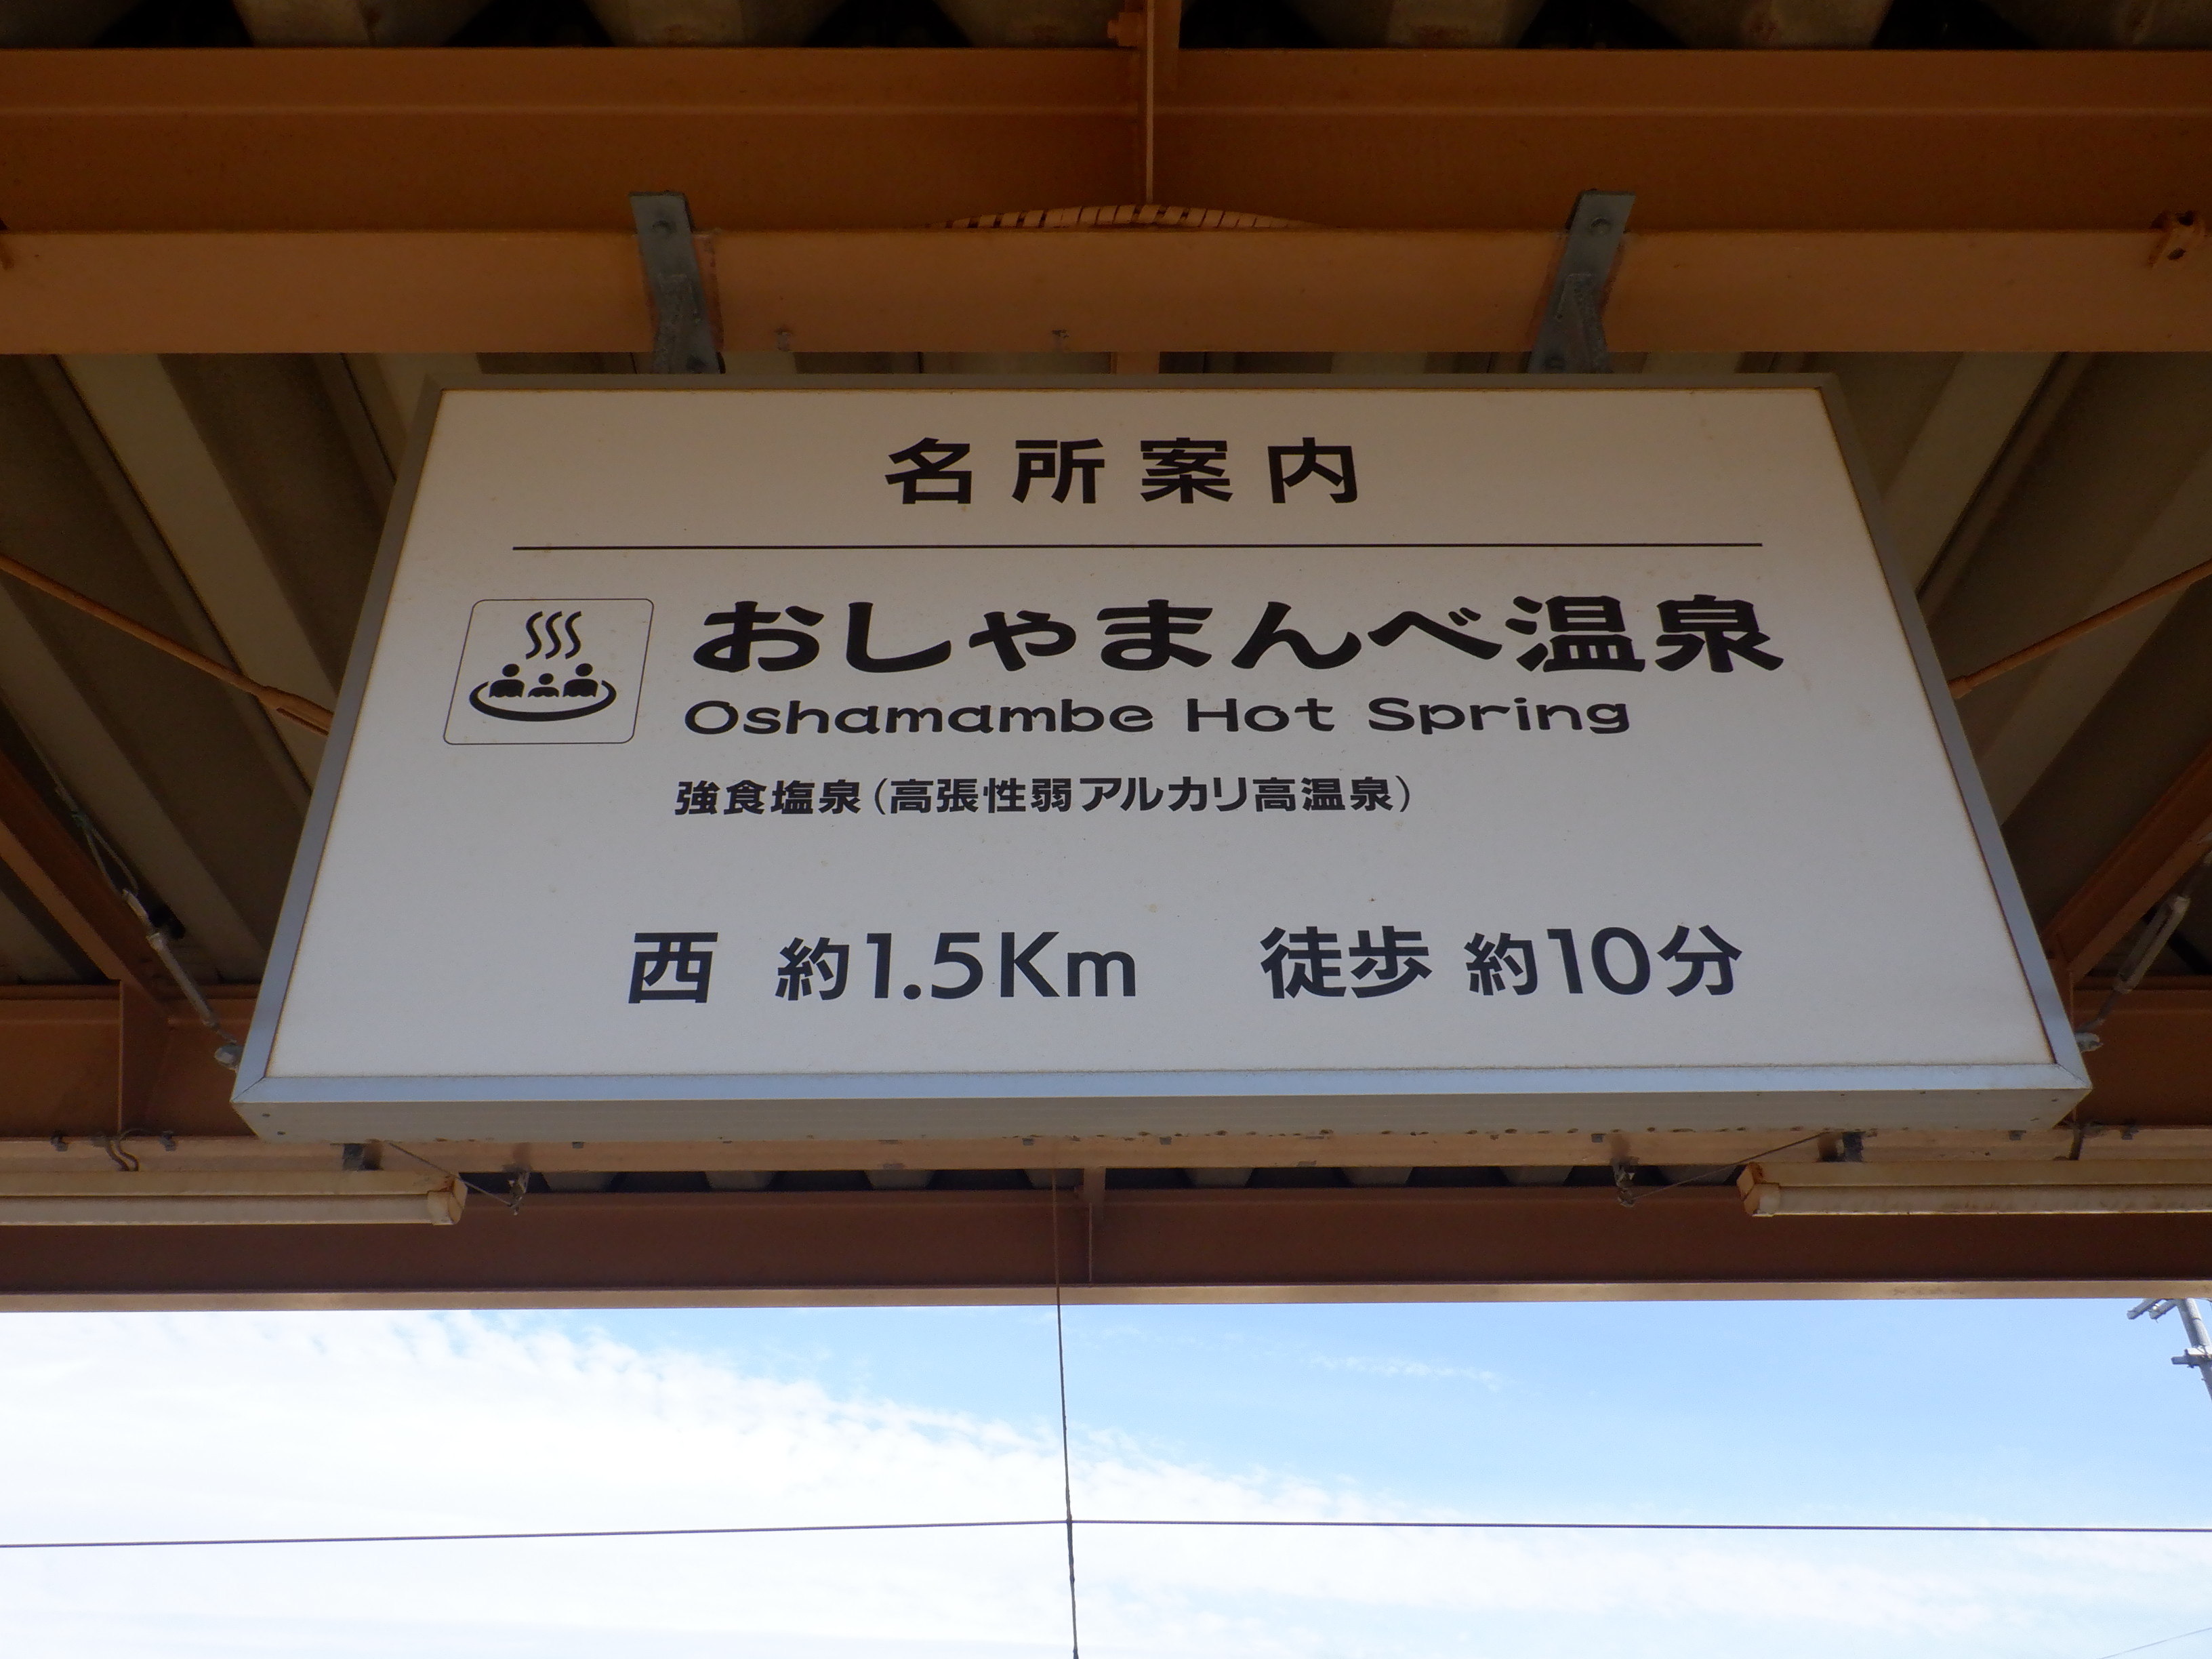 名所案内
おしゃまんべ温泉
Oshamambe Hot Spring
強食塩泉(高張性弱アルカリ高温泉)
西 約1.5Km 徒歩 約10分